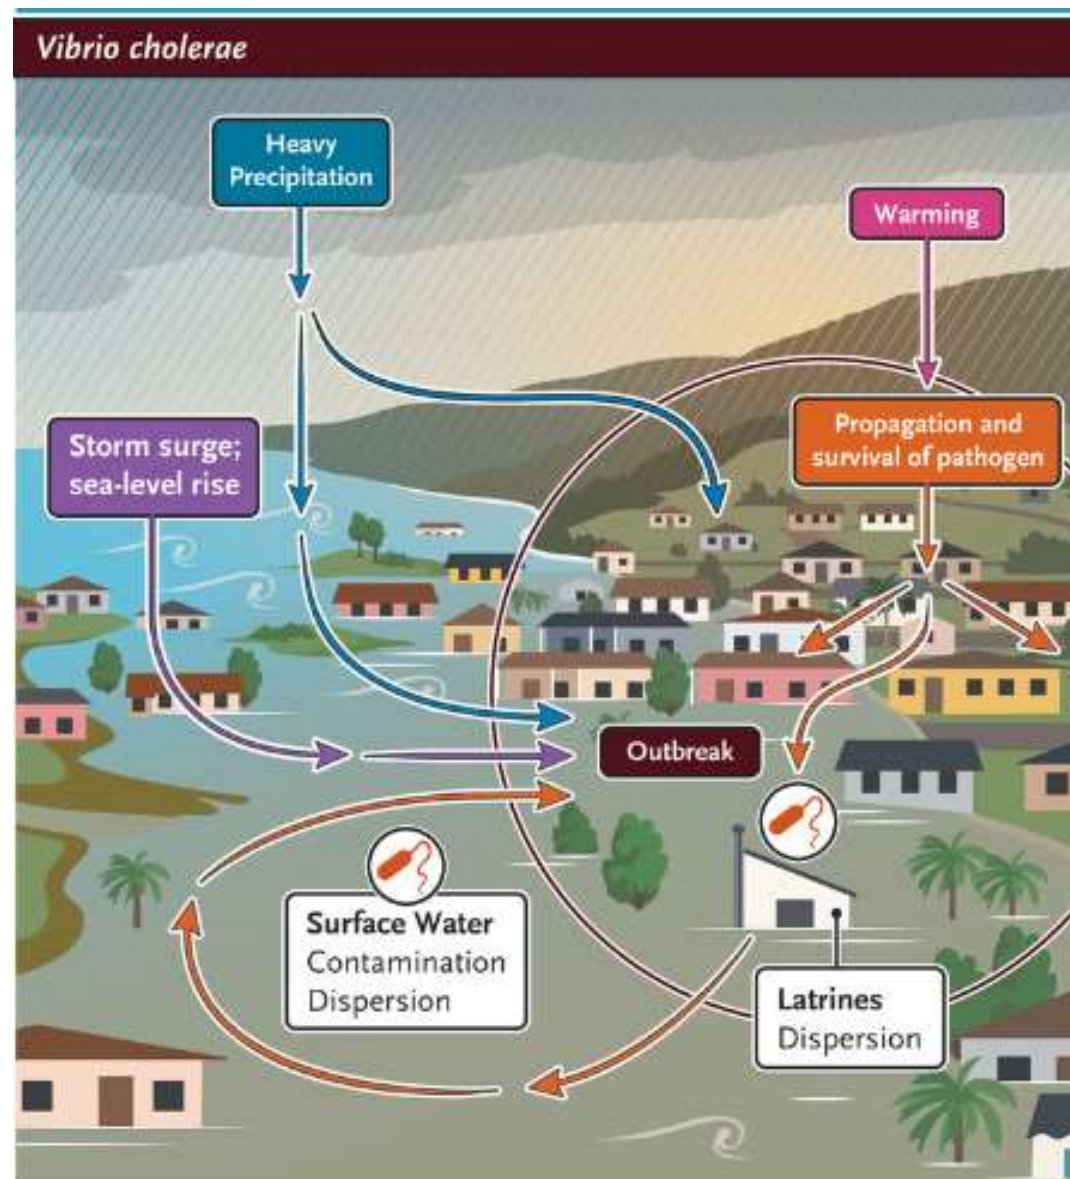 Vibrio cholerae
Heavy
Precipitation
Warming
Storm surge;
sea-level rise
Propagation and
survival of pathogen
Outbreak
Surface Water
Contamination
Dispersion
Latrines
Dispersion